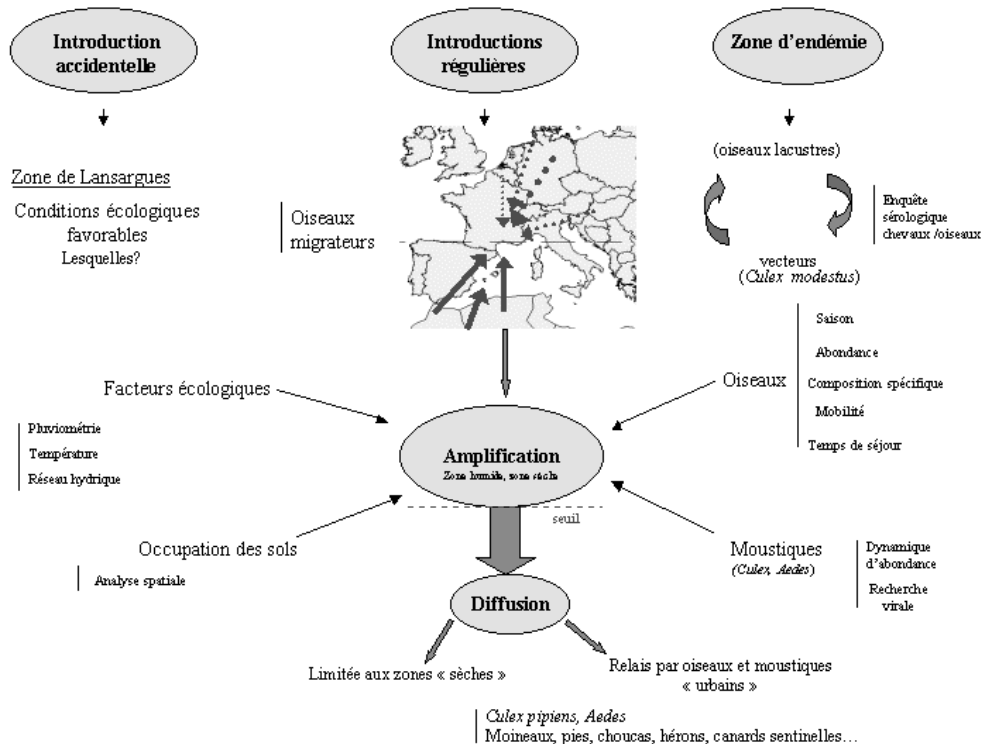 Introduction
accidentelle
Introductions
régulières
Zone d'endémie
Zone de Lansargues
Conditions écologiques
favorables
Lesquelles?
Oiseaux
migrateurs
(oiseaux lacustres)
vecteurs
(Culex modestus)
Enquête
sérologique
chevaux /oiseaux
Facteurs écologiques
Pluviométrie
Température
Réseau hydrique
Oiseaux
Saison
Abondance
Composition spécifique
Mobilité
Temps de séjour
Amplification
Zone humide, zone sèche
seuil
Occupation des sols
Analyse spatiale
Moustiques
(Culex, Aedes)
Dynamique
d'abondance
Recherche
virale
Diffusion
Limitée aux zones « sèches »
Relais par oiseaux et moustiques
« urbains »
Culex pipiens, Aedes
Moineaux, pies, choucas, hérons, canards sentinelles…